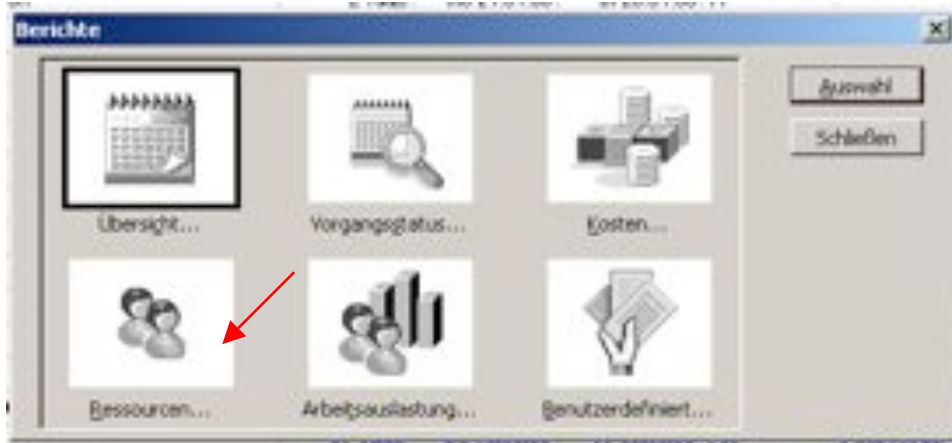 Berichte
Auswahl
Schließen
Übersicht...
Vorgangsstatus...
Kosten...
Ressourcen...
Arbeitsauslastung...
Benutzerdefiniert...